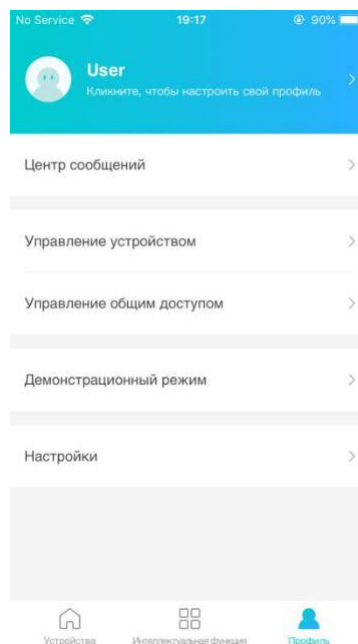 No Service 19:17 90%
User
Кликните, чтобы настроить свой профиль
Центр сообщений
Управление устройством
Управление общим доступом
Демонстрационный режим
Настройки
Устройства Интеллектуальная функция Профиль